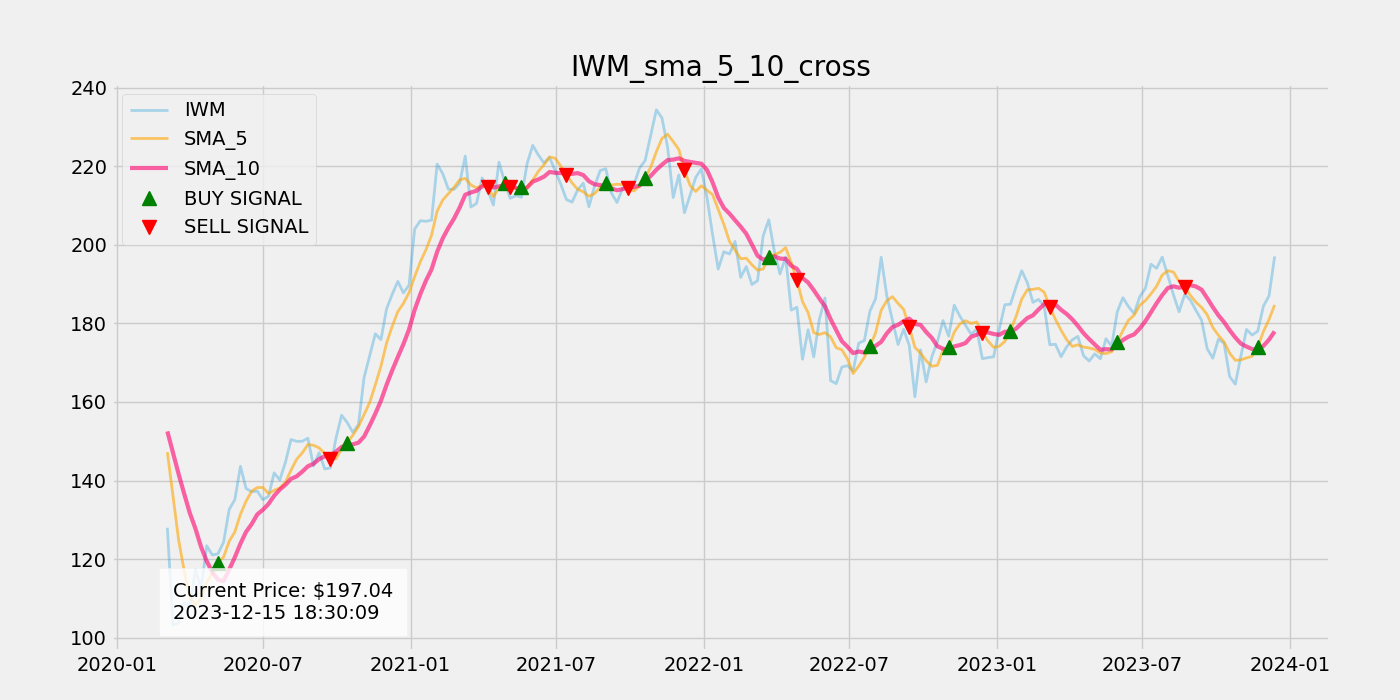 IWM_sma_5_10_cross
240
220
200
180
160
140
120
100
IWM
SMA_5
SMA_10
BUY SIGNAL
SELL SIGNAL
Current Price: $197.04
2023-12-15 18:30:09
2020-01
2020-07
2021-01
2021-07
2022-01
2022-07
2023-01
2023-07
2024-01